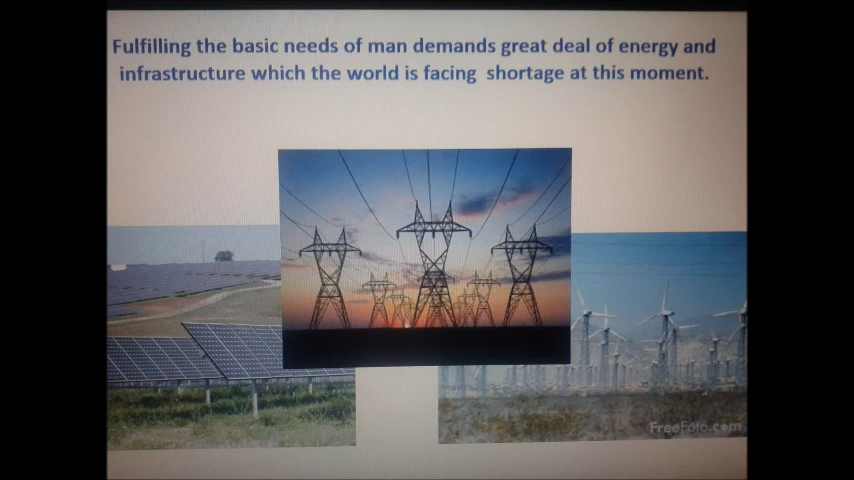 Fulfilling the basic needs of man demands great deal of energy and
infrastructure which the world is facing shortage at this moment.
FreeFoto.com